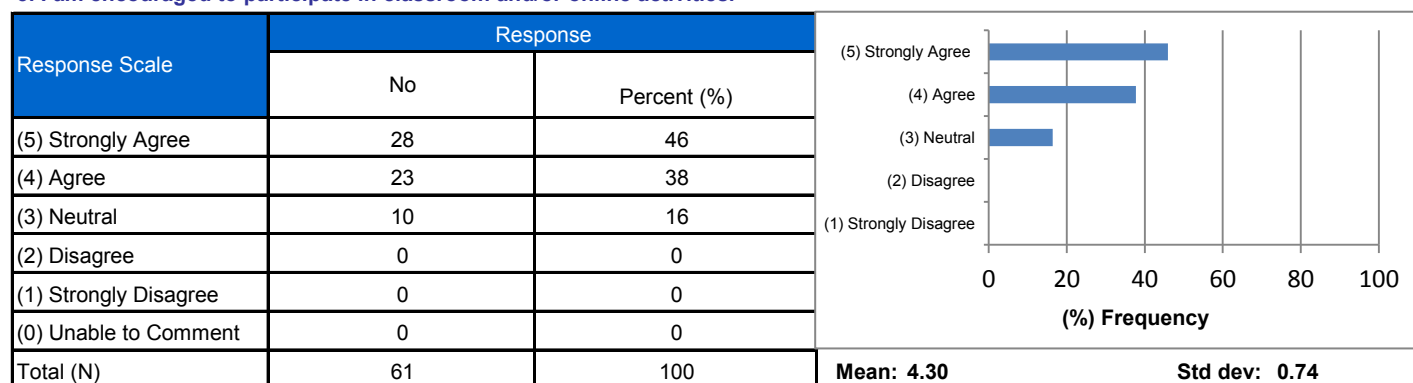 Response Scale
Response
No
Percent (%)
(5) Strongly Agree 28 46
(4) Agree 23 38
(3) Neutral 10 16
(2) Disagree 0 0
(1) Strongly Disagree 0 0
(0) Unable to Comment 0 0
Total (N) 61 100
(5) Strongly Agree
(4) Agree
(3) Neutral
(2) Disagree
(1) Strongly Disagree
0 20 40 60 80 100
(%) Frequency
Mean: 4.30 Std dev: 0.74